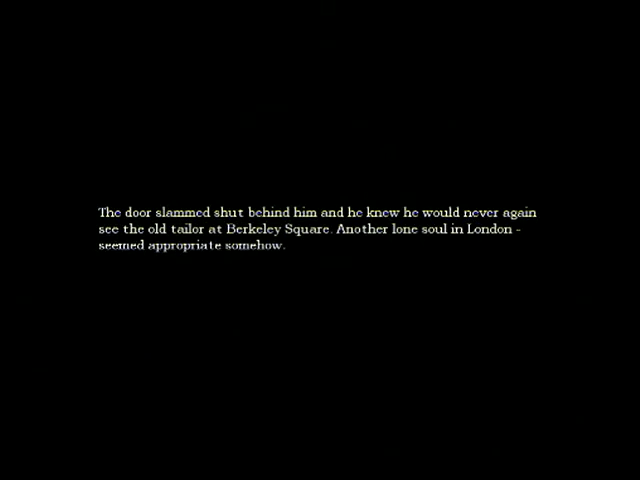 The door slammed shut behind him and he knew he would never again
see the old tailor at Berkeley Square. Another lone soul in London -
seemed appropriate somehow.